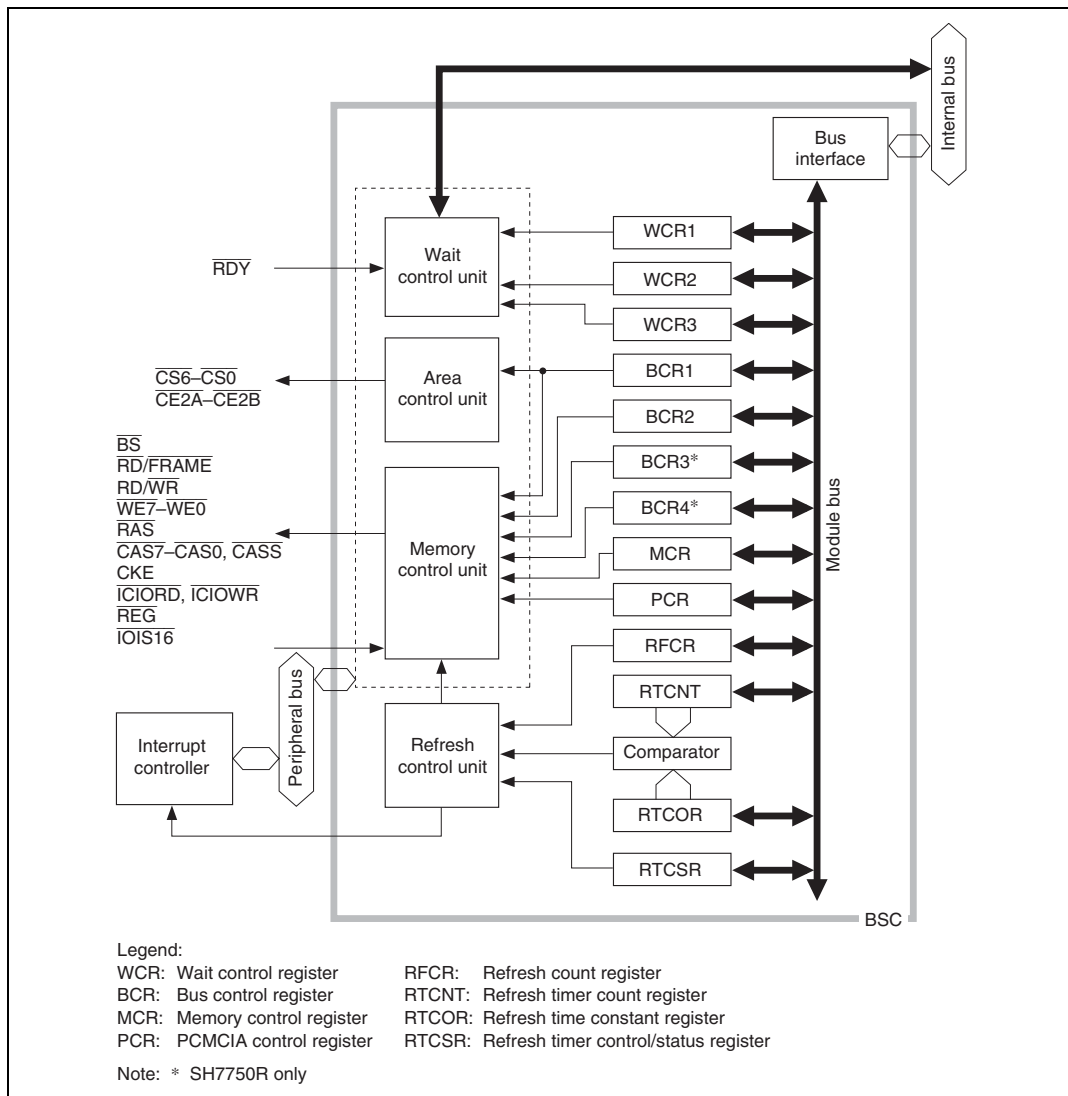 Internal bus
Bus
interface
Wait
control unit
WCR1
RDY
WCR2
WCR3
CS6–CS0
CE2A–CE2B
Area
control unit
BCR1
BCR2
BS
RD/FRAME
RD/WR
WE7–WE0
RAS
CAS7–CAS0, CASS
CKE
ICIORD, ICIOWR
REG
IOIS16
Memory
control unit
BCR3*
BCR4*
MCR
PCR
Module bus
RFCR
RTCNT
Peripheral bus
Interrupt
controller
Refresh
control unit
Comparator
RTCOR
RTCSR
BSC
Legend:
WCR: Wait control register
BCR: Bus control register
MCR: Memory control register
PCR: PCMCIA control register
RFCR: Refresh count register
RTCNT: Refresh timer count register
RTCOR: Refresh time constant register
RTCSR: Refresh timer control/status register
Note: * SH7750R only